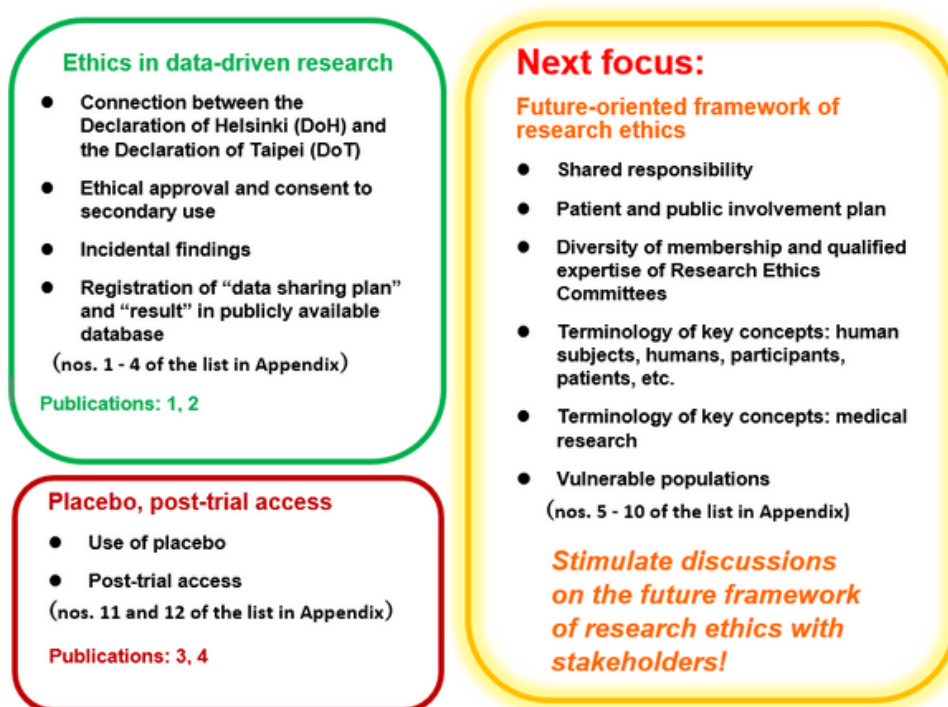 Ethics in data-driven research
● Connection between the
Declaration of Helsinki (DoH) and
the Declaration of Taipei (DoT)
● Ethical approval and consent to
secondary use
● Incidental findings
● Registration of “data sharing plan”
and “result” in publicly available
database
(nos. 1 - 4 of the list in Appendix)
Publications: 1, 2
Placebo, post-trial access
● Use of placebo
● Post-trial access
(nos. 11 and 12 of the list in Appendix)
Publications: 3, 4
Next focus:
Future-oriented framework of
research ethics
● Shared responsibility
● Patient and public involvement plan
● Diversity of membership and qualified
expertise of Research Ethics
Committees
● Terminology of key concepts: human
subjects, humans, participants,
patients, etc.
● Terminology of key concepts: medical
research
● Vulnerable populations
(nos. 5 - 10 of the list in Appendix)
Stimulate discussions
on the future framework
of research ethics with
stakeholders!